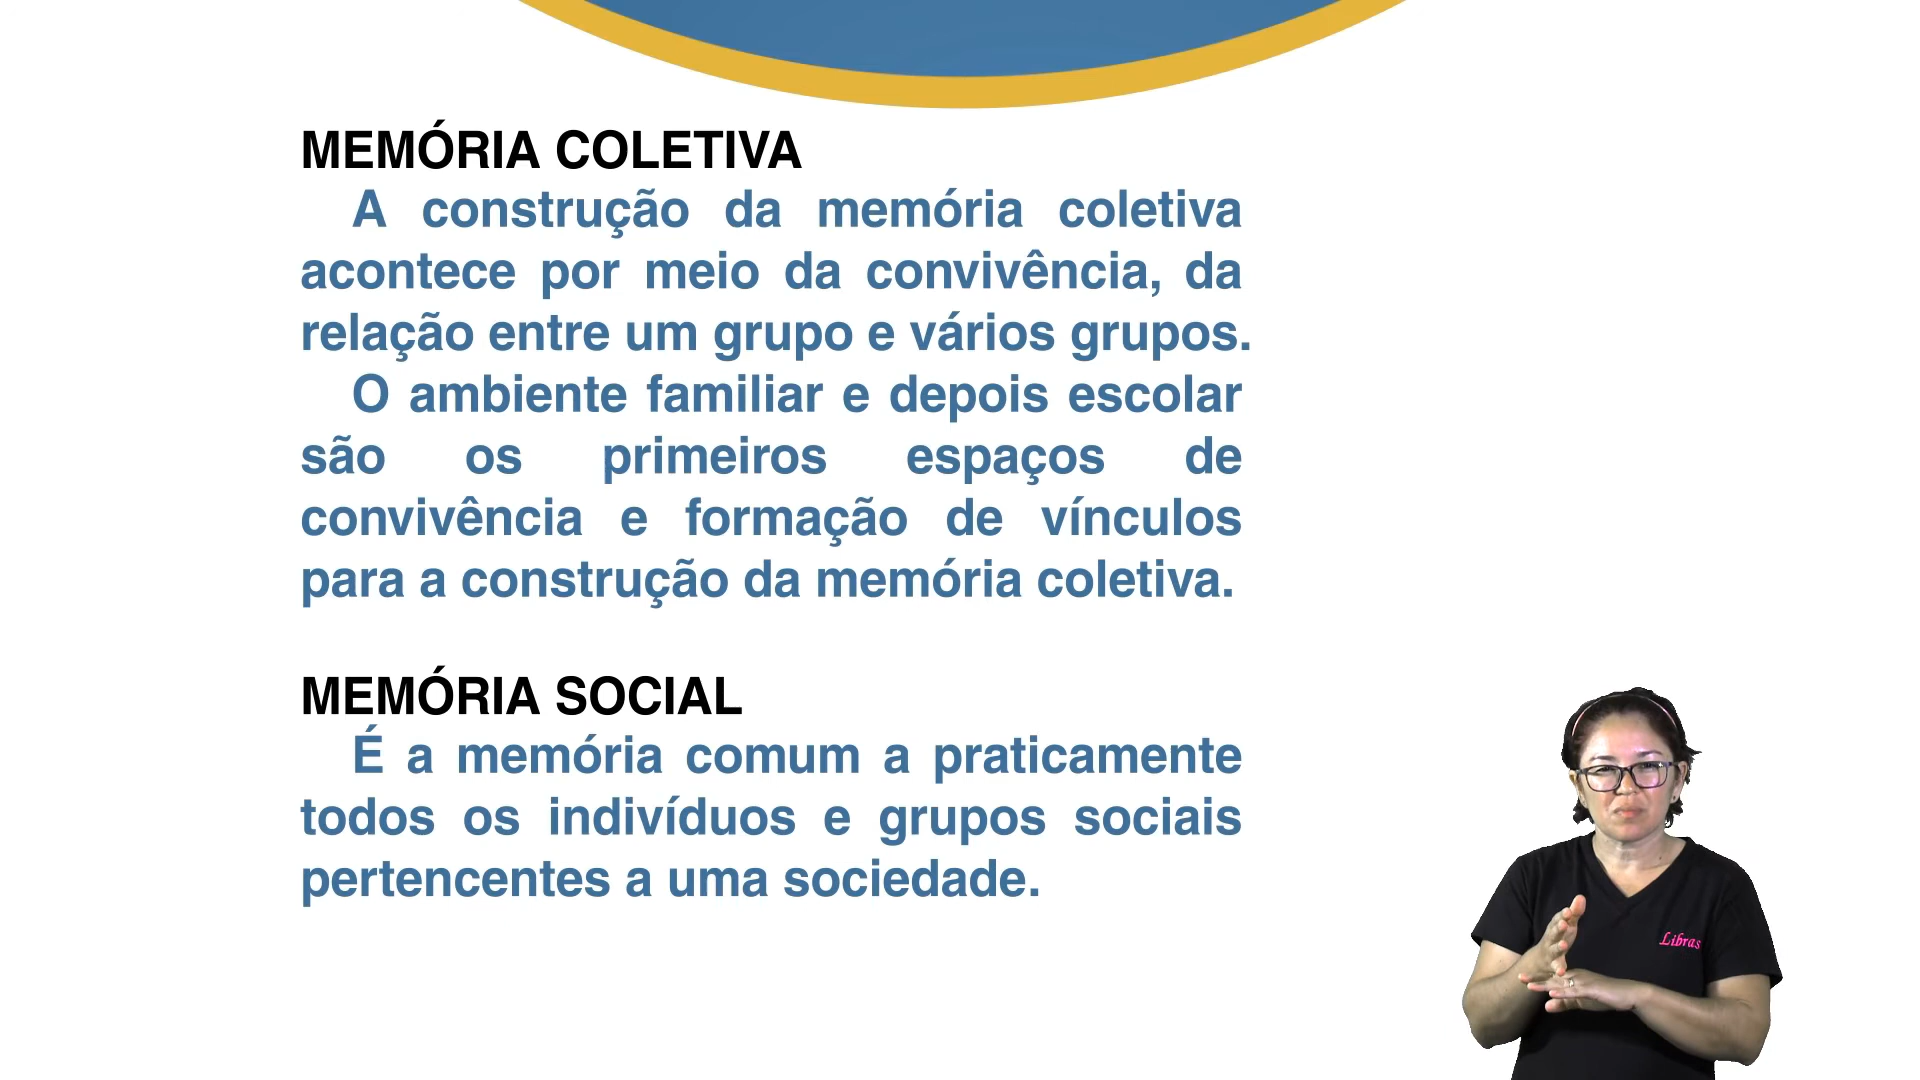 MEMÓRIA COLETIVA
A construção da memória coletiva
acontece por meio da convivência, da
relação entre um grupo e vários grupos.
O ambiente familiar e depois escolar
são os primeiros espaços de
convivência e formação de vínculos
para a construção da memória coletiva.
MEMÓRIA SOCIAL
É a memória comum a praticamente
todos os indivíduos e grupos sociais
pertencentes a uma sociedade.
Libras